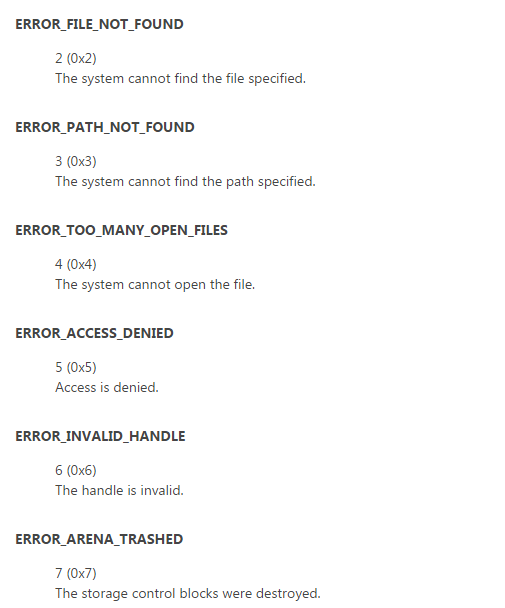 ERROR_FILE_NOT_FOUND
2 (0x2)
The system cannot find the file specified.
ERROR_PATH_NOT_FOUND
3 (0x3)
The system cannot find the path specified.
ERROR_TOO_MANY_OPEN_FILES
4 (0x4)
The system cannot open the file.
ERROR_ACCESS_DENIED
5 (0x5)
Access is denied.
ERROR_INVALID_HANDLE
6 (0x6)
The handle is invalid.
ERROR_ARENA_TRASHED
7 (0x7)
The storage control blocks were destroyed.